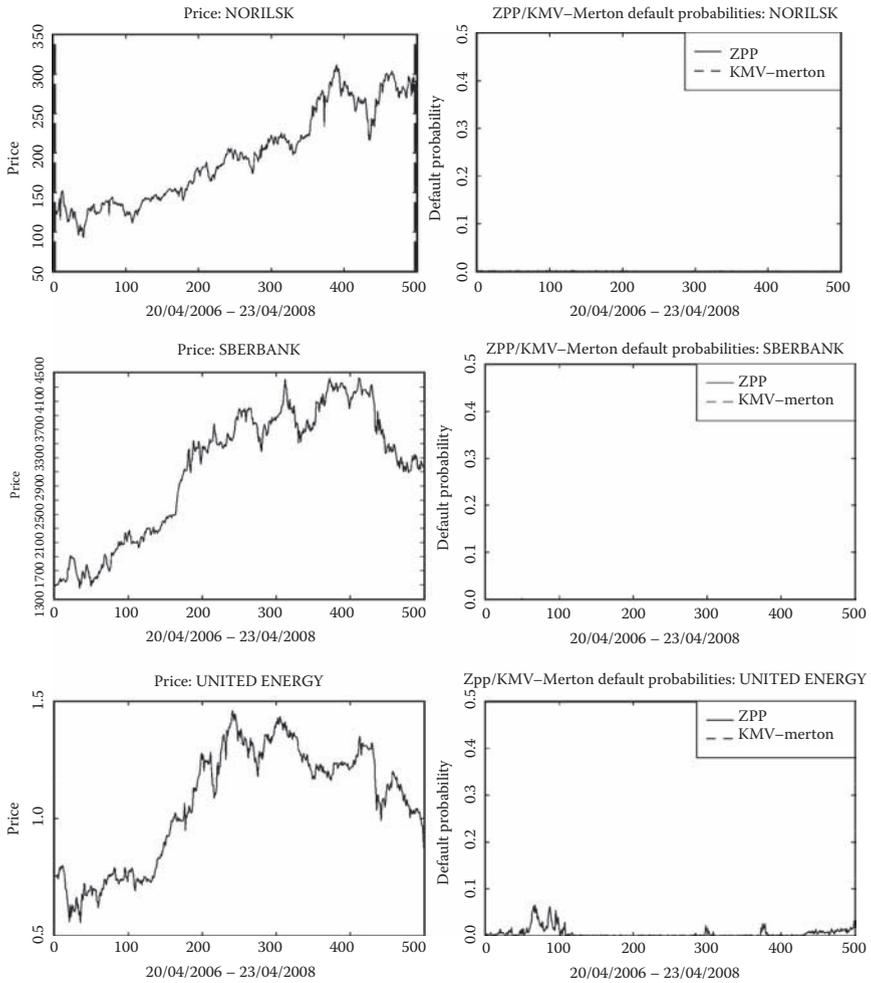 Price: NORILSK
350
300
250
200
150
100
50
Price
0 100 200 300 400 500
20/04/2006 – 23/04/2008
ZPP/KMV–Merton default probabilities: NORILSK
0.5
0.4
0.3
0.2
0.1
0.0
Default probability
ZPP
KMV–merton
0 100 200 300 400 500
20/04/2006 – 23/04/2008
Price: SBERBANK
1300 1700 2100 2500 2900 3300 3700 4100 4500
Price
0 100 200 300 400 500
20/04/2006 – 23/04/2008
ZPP/KMV–Merton default probabilities: SBERBANK
0.5
0.4
0.3
0.2
0.1
0.0
Default probability
ZPP
KMV–merton
0 100 200 300 400 500
20/04/2006 – 23/04/2008
Price: UNITED ENERGY
1.5
1.0
0.5
Price
0 100 200 300 400 500
20/04/2006 – 23/04/2008
Zpp/KMV–Merton default probabilities: UNITED ENERGY
0.5
0.4
0.3
0.2
0.1
0.0
Default probability
ZPP
KMV–merton
0 100 200 300 400 500
20/04/2006 – 23/04/2008